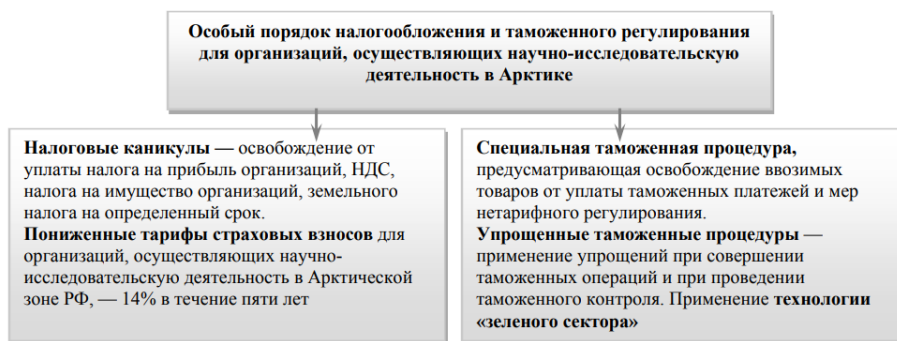 Особый порядок налогообложения и таможенного регулирования
для организаций, осуществляющих научно-исследовательскую
деятельность в Арктике
Налоговые каникулы — освобождение от
уплаты налога на прибыль организаций, НДС,
налога на имущество организаций, земельного
налога на определенный срок.
Пониженные тарифы страховых взносов для
организаций, осуществляющих научно-
исследовательскую деятельность в Арктической
зоне РФ, — 14% в течение пяти лет
Специальная таможенная процедура,
предусматривающая освобождение ввозимых
товаров от уплаты таможенных платежей и мер
нетарифного регулирования.
Упрощенные таможенные процедуры —
применение упрощений при совершении
таможенных операций и при проведении
таможенного контроля. Применение технологии
«зеленого сектора»